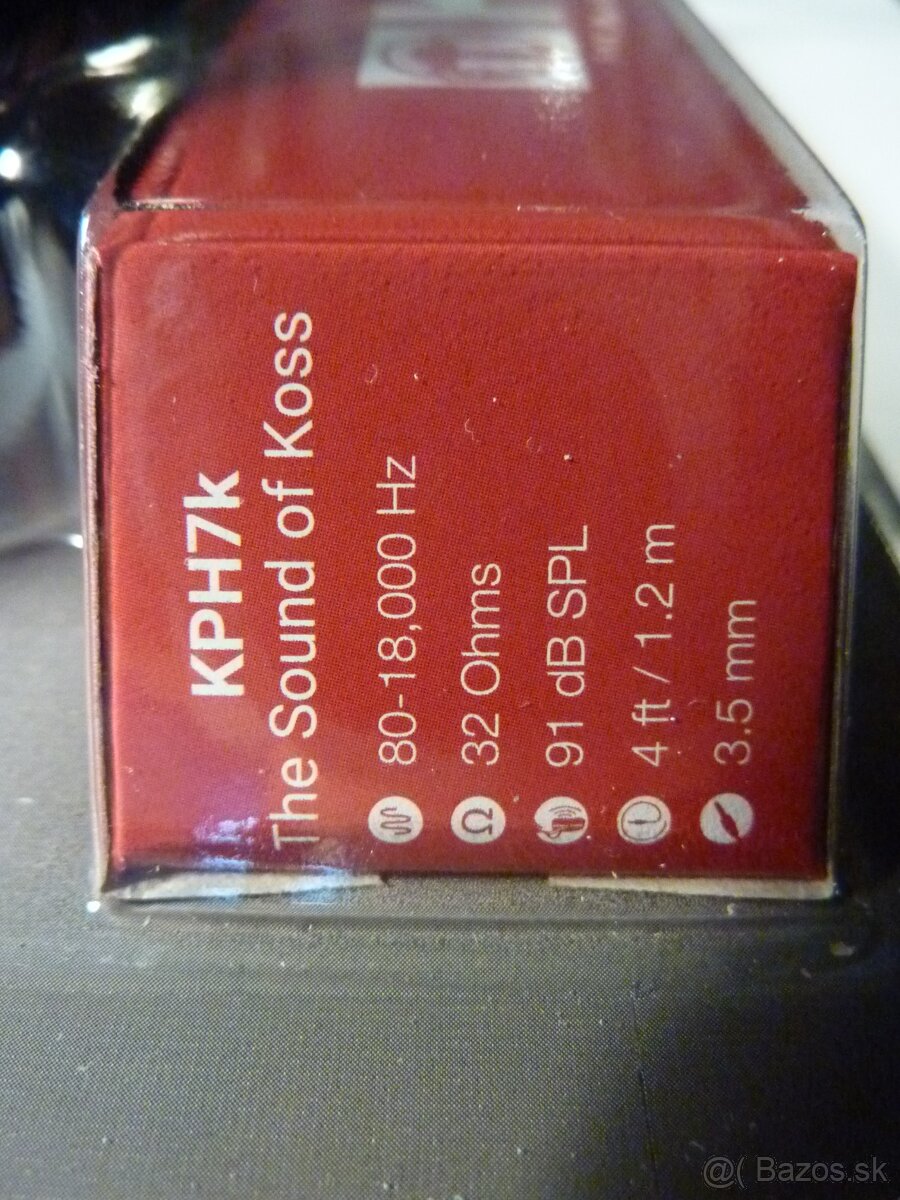 KPH7k
The Sound of Koss
80-18,000 Hz
32 Ohms
91 dB SPL
4 ft / 1.2 m
3.5 mm
@( Bazos.sk